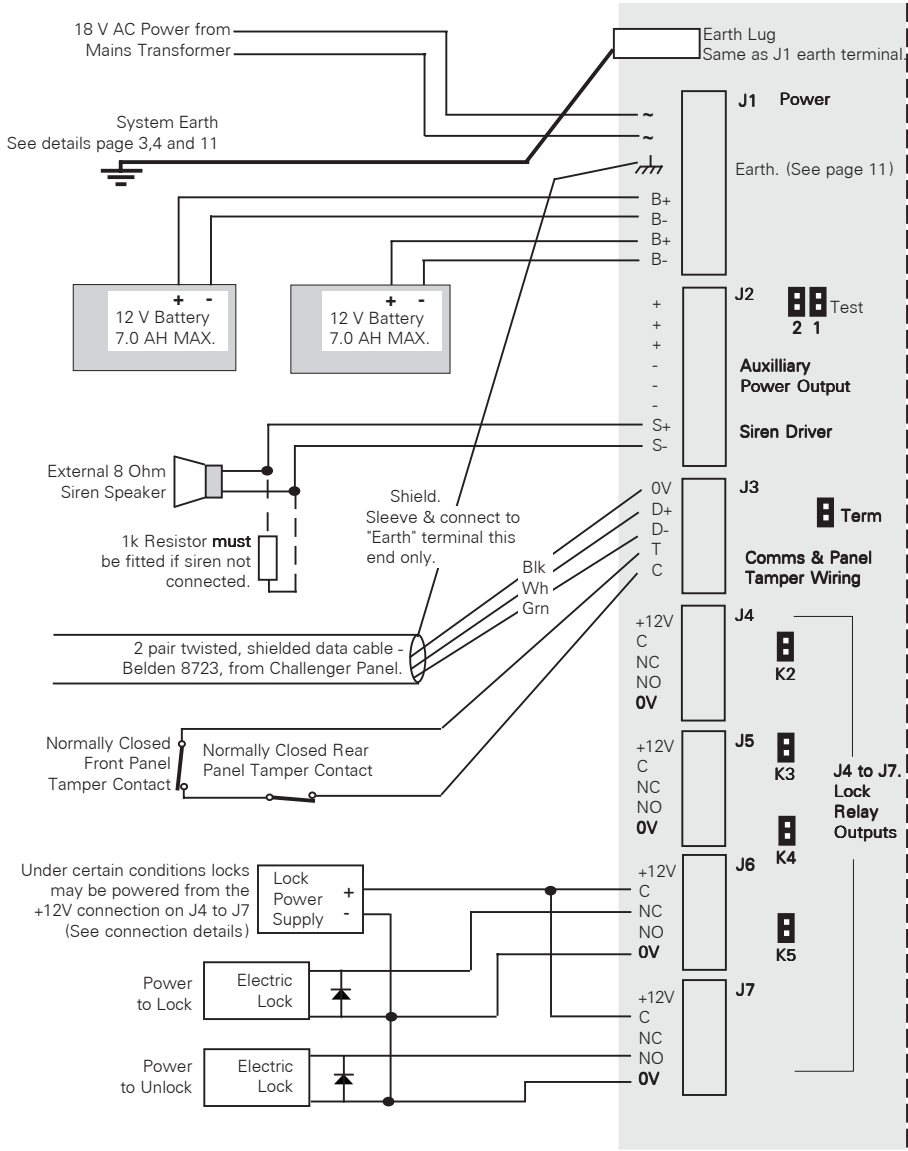 18 V AC Power from
Mains Transformer
Earth Lug
Same as J1 earth terminal.
System Earth
See details page 3,4 and 11
J1 Power
~
~
Earth. (See page 11)
B+
B-
B+
B-
+ -
12 V Battery
7.0 AH MAX.
+ -
12 V Battery
7.0 AH MAX.
J2
Test
2 1
+
+
+
-
-
-
S+
S-
Auxilliary
Power Output
Siren Driver
External 8 Ohm
Siren Speaker
1k Resistor must
be fitted if siren not
connected.
Shield.
Sleeve & connect to
"Earth" terminal this
end only.
0V
D+
D-
T
C
J3
Term
Comms & Panel
Tamper Wiring
Blk
Wh
Grn
2 pair twisted, shielded data cable -
Belden 8723, from Challenger Panel.
+12V
C
NC
NO
0V
J4
K2
Normally Closed
Front Panel
Tamper Contact
Normally Closed Rear
Panel Tamper Contact
+12V
C
NC
NO
0V
J5
K3
J4 to J7.
Lock
Relay
Outputs
K4
Under certain conditions locks
may be powered from the
+12V connection on J4 to J7
(See connection details)
Lock
Power
Supply
+
-
+12V
C
NC
NO
0V
J6
K5
Power
to Lock
Electric
Lock
+12V
C
NC
NO
0V
J7
Power
to Unlock
Electric
Lock